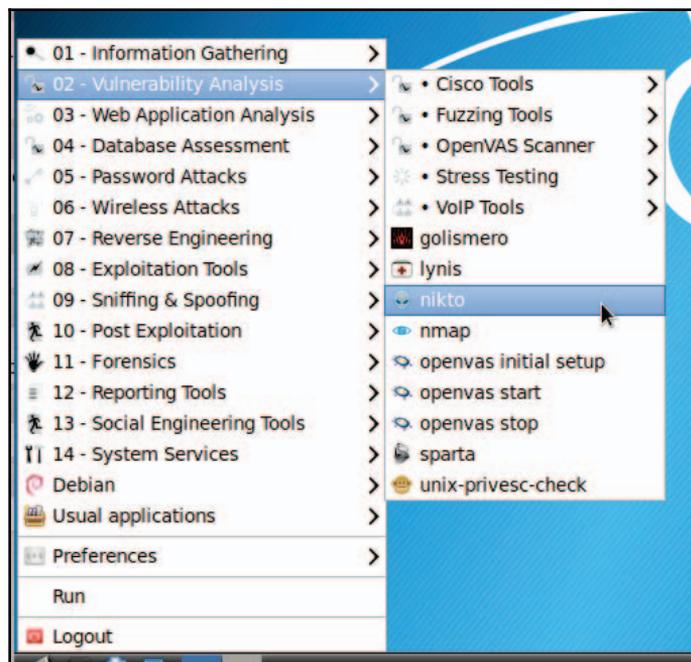 01 - Information Gathering
02 - Vulnerability Analysis
03 - Web Application Analysis
04 - Database Assessment
05 - Password Attacks
06 - Wireless Attacks
07 - Reverse Engineering
08 - Exploitation Tools
09 - Sniffing & Spoofing
10 - Post Exploitation
11 - Forensics
12 - Reporting Tools
13 - Social Engineering Tools
14 - System Services
Debian
Usual applications
Preferences
Run
Logout
• Cisco Tools
• Fuzzing Tools
• OpenVAS Scanner
• Stress Testing
• VoIP Tools
golismero
lynis
nikto
nmap
openvas initial setup
openvas start
openvas stop
sparta
unix-privesc-check